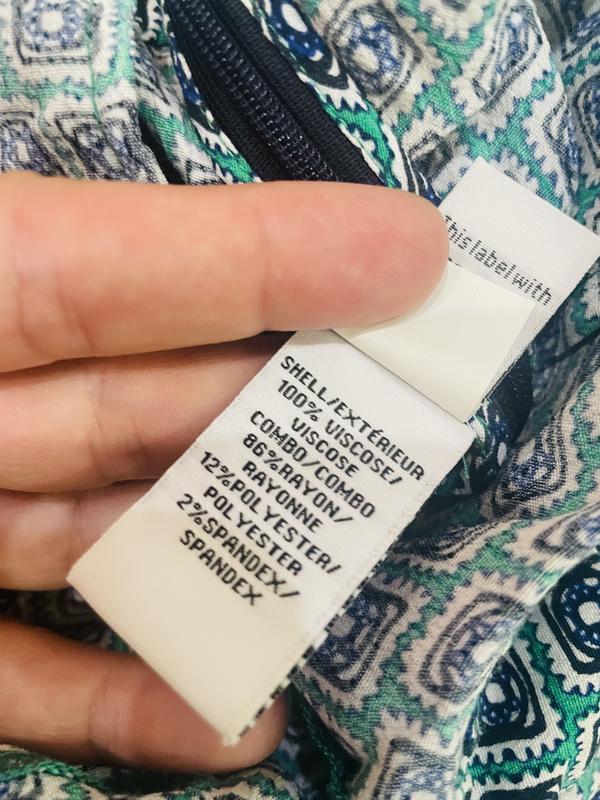 This label with
SHELL/EXTÉRIEUR
100% VISCOSE/
VISCOSE
COMBO/COMBO
86%RAYON/
RAYONNE
12%POLYESTER/
POLYESTER
2%SPANDEX/
SPANDEX